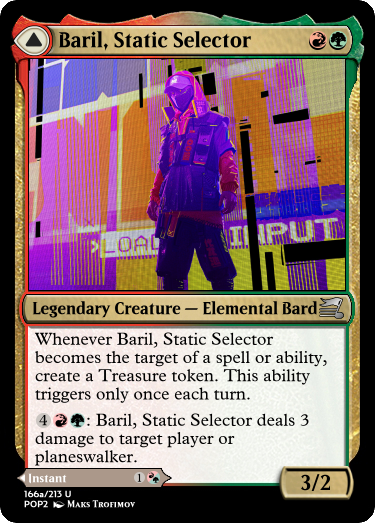 Baril, Static Selector
>LOAD INPUT
Legendary Creature — Elemental Bard
Whenever Baril, Static Selector
becomes the target of a spell or ability,
create a Treasure token. This ability
triggers only once each turn.
4: Baril, Static Selector deals 3
damage to target player or
planeswalker.
Instant 1
3/2
166a/213 U
POP2 Maks Trofimov